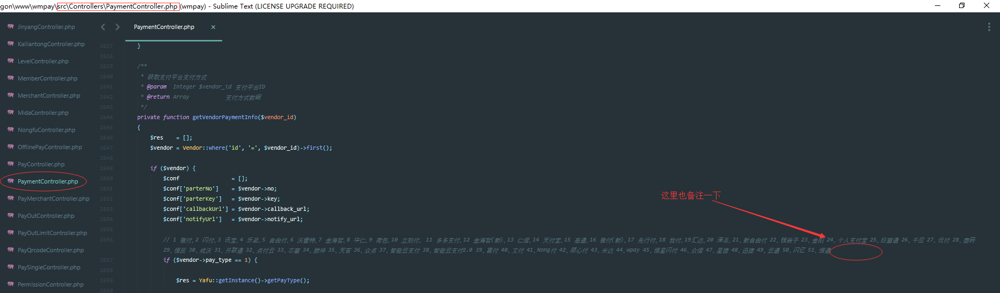 gon\www\wmpay\src\Controllers\PaymentController.php (wmpay) - Sublime Text (LICENSE UPGRADE REQUIRED)
JinyangController.php
KailiantongController.php
LevelController.php
MemberController.php
MerchantController.php
MidaController.php
NongfuController.php
OfflinePayController.php
PayController.php
PaymentController.php
PayMerchantController.php
PayOutController.php
PayOutLimitController.php
PayQrcodeController.php
PaySingleController.php
PermissionController.php
PaymentController.php ×
2637 }
2638
2639 /**
2640 * 获取支付平台支付方式
2641 * @param Integer $vendor_id 支付平台ID
2642 * @return Array 支付方式数组
2643 */
2644 private function getVendorPaymentInfo($vendor_id)
2645 {
2646 $res = [];
2647 $vendor = Vendor::where('id', '=', $vendor_id)->first();
2648
2649 if ($vendor) {
2650 $conf = [];
2651 $conf['parterNo'] = $vendor->no;
2652 $conf['parterKey'] = $vendor->key;
2653 $conf['callbackUrl'] = $vendor->callback_url;
2654 $conf['notifyUrl'] = $vendor->notify_url;
2655
这里也备注一下
2656 // 1 雅付、2 闪付、3 讯宝、4 乐盈、5 自由付、6 沃雷特、7 金海哲、8 华仁、9 荷包、10 立刻付、 11 多多支付、12 金海哲(新)、13 仁信、14 天付宝、15 高通、16 雅付(新)、17 先行付、18 我付、19汇达、20 泽圣、21、新自由付 22、钱袋子 23、金阳 24、个人支付宝 25、旺富通 26、千应 27、优付 28、商码
29、恒辰 30、成沃 31、开联通 32、点付云 33、芯富 34、滕坤 35、天吉 36、众点 37、智能云支付 38、智能云支付2.0 39、喜付 40、艾付 41、Nong付 42、顺心付 43、米达 44、wpay 45、恒星闪付 46、众信 47、星捷 48、迅捷 49、云通 50、闪亿 51、恒通
2657 if ($vendor->pay_type == 1) {
2658
2659 $res = Yafu::getInstance()->getPayType();
2660